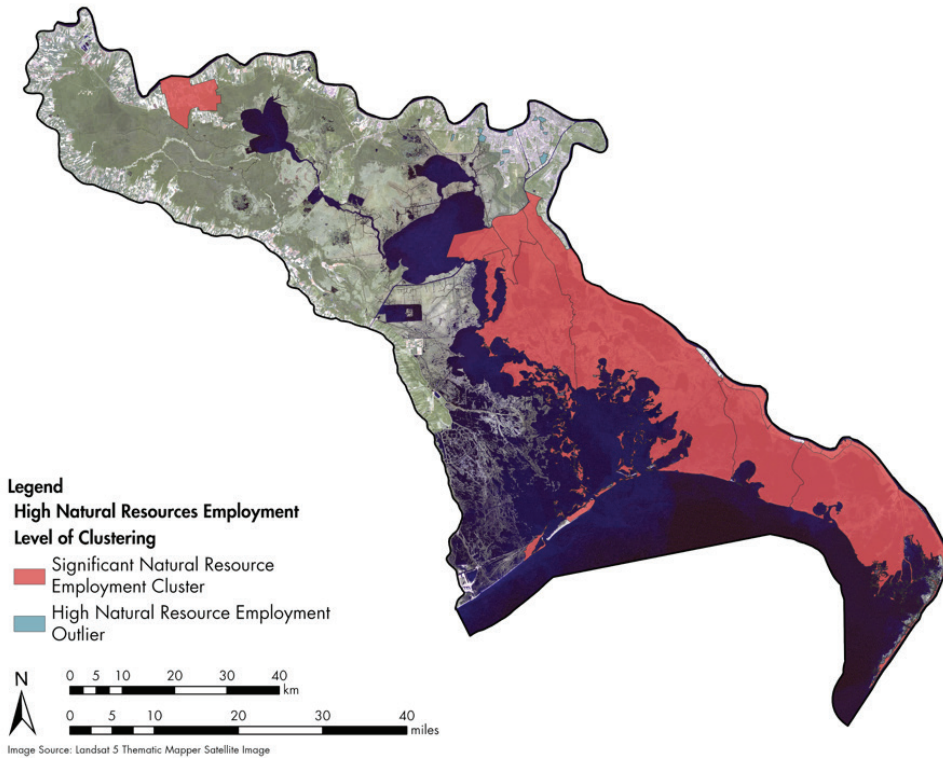 Legend
High Natural Resources Employment
Level of Clustering
Significant Natural Resource
Employment Cluster
High Natural Resource Employment
Outlier
N
0 5 10 20 30 40
km
0 5 10 20 30 40
miles
Image Source: Landsat 5 Thematic Mapper Satellite Image